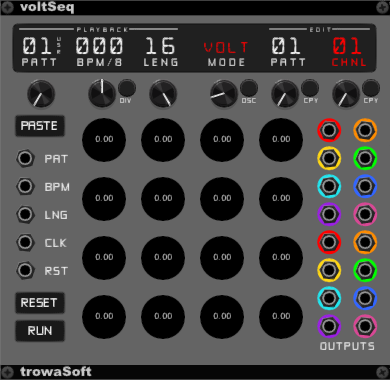 voltSeq
PLAYBACK EDIT
01 USE 000 16 VOLT 01 01
PATT BPM/8 LENG MODE PATT CHNL
DIV OSC CPY CPY
PASTE
0.00 0.00 0.00 0.00
PAT
BPM
0.00 0.00 0.00 0.00
LNG
CLK
0.00 0.00 0.00 0.00
RST
RESET
0.00 0.00 0.00 0.00
RUN
OUTPUTS
trowaSoft